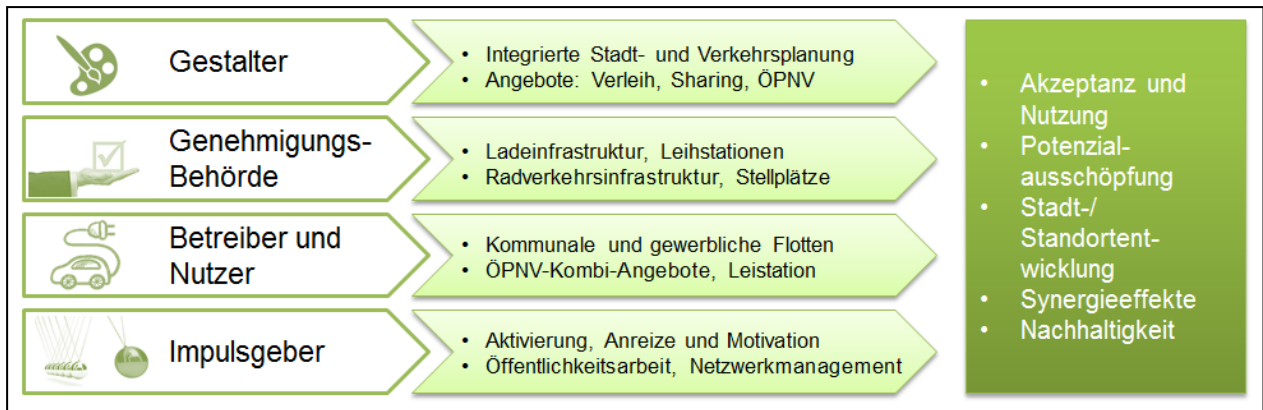 Gestalter
• Integrierte Stadt- und Verkehrsplanung
• Angebote: Verleih, Sharing, ÖPNV
Genehmigungs-
Behörde
• Ladeinfrastruktur, Leihstationen
• Radverkehrsinfrastruktur, Stellplätze
Betreiber und
Nutzer
• Kommunale und gewerbliche Flotten
• ÖPNV-Kombi-Angebote, Leistation
Impulsgeber
• Aktivierung, Anreize und Motivation
• Öffentlichkeitsarbeit, Netzwerkmanagement
• Akzeptanz und
Nutzung
• Potenzial-
ausschöpfung
• Stadt-/
Standortent-
wicklung
• Synergieeffekte
• Nachhaltigkeit